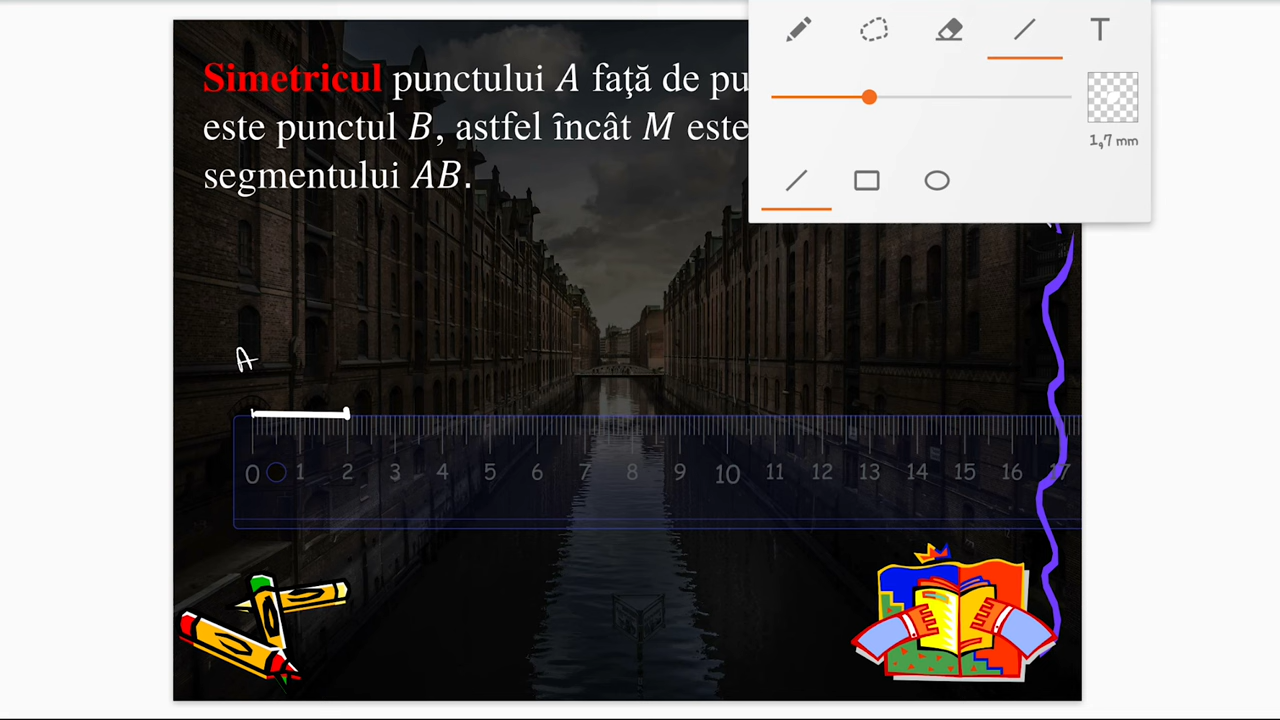 Simetricul punctului A faţă de pu
este punctul B, astfel încât M este
segmentului AB.
T
1,7 mm
A
0 1 2 3 4 5 6 7 8 9 10 11 12 13 14 15 16 17